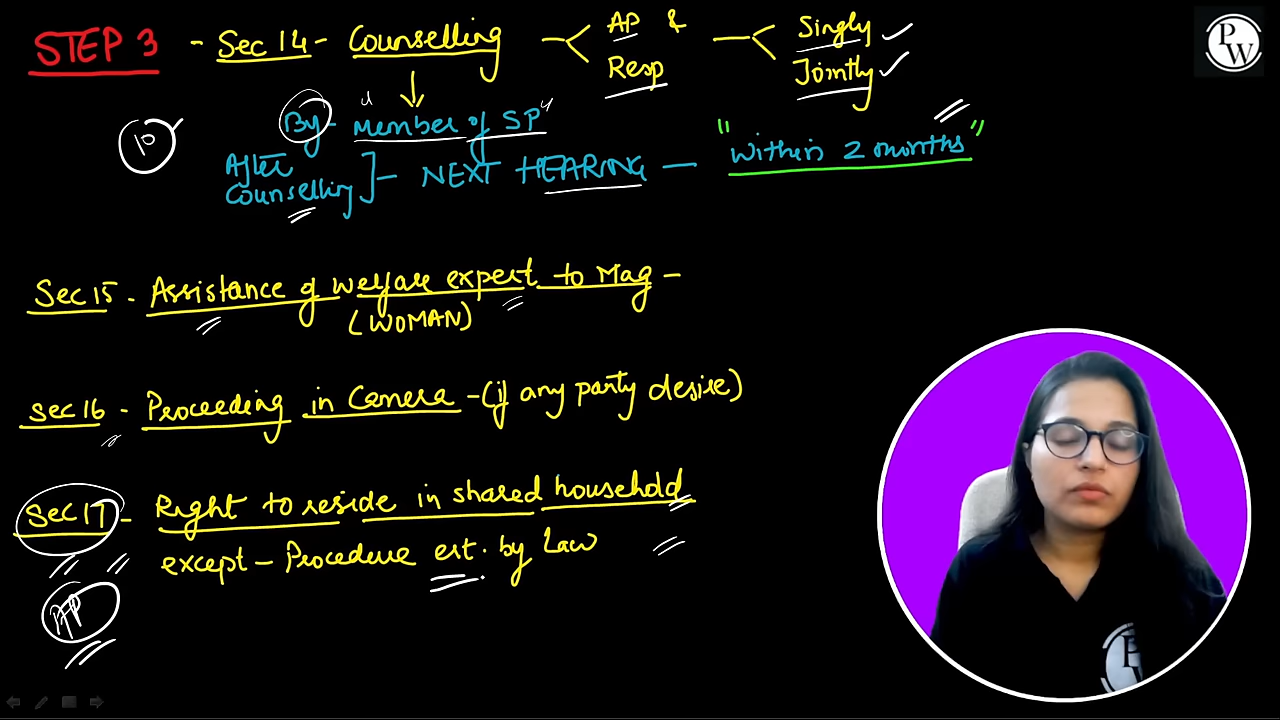 STEP 3 - Sec 14 - Counselling - AP & Resp - Singly Jointly
10 By - "Member of SP"
After Counselling] - NEXT HEARING - "Within 2 months"
Sec 15 - Assistance of welfare expert to Mag -
(WOMAN)
Sec 16 - Proceeding in Camera - (if any party desire)
Sec 17 - Right to reside in shared household
except - Procedure est. by Law
PW